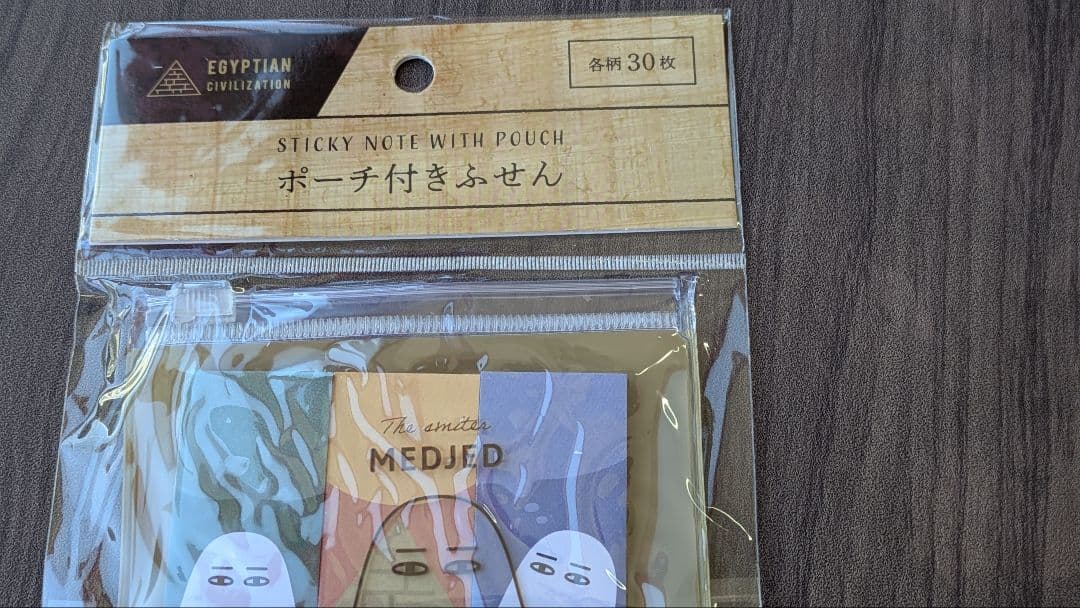 EGYPTIAN
CIVILIZATION
各柄30枚
STICKY NOTE WITH POUCH
ポーチ付きふせん
The smiter
MEDJED